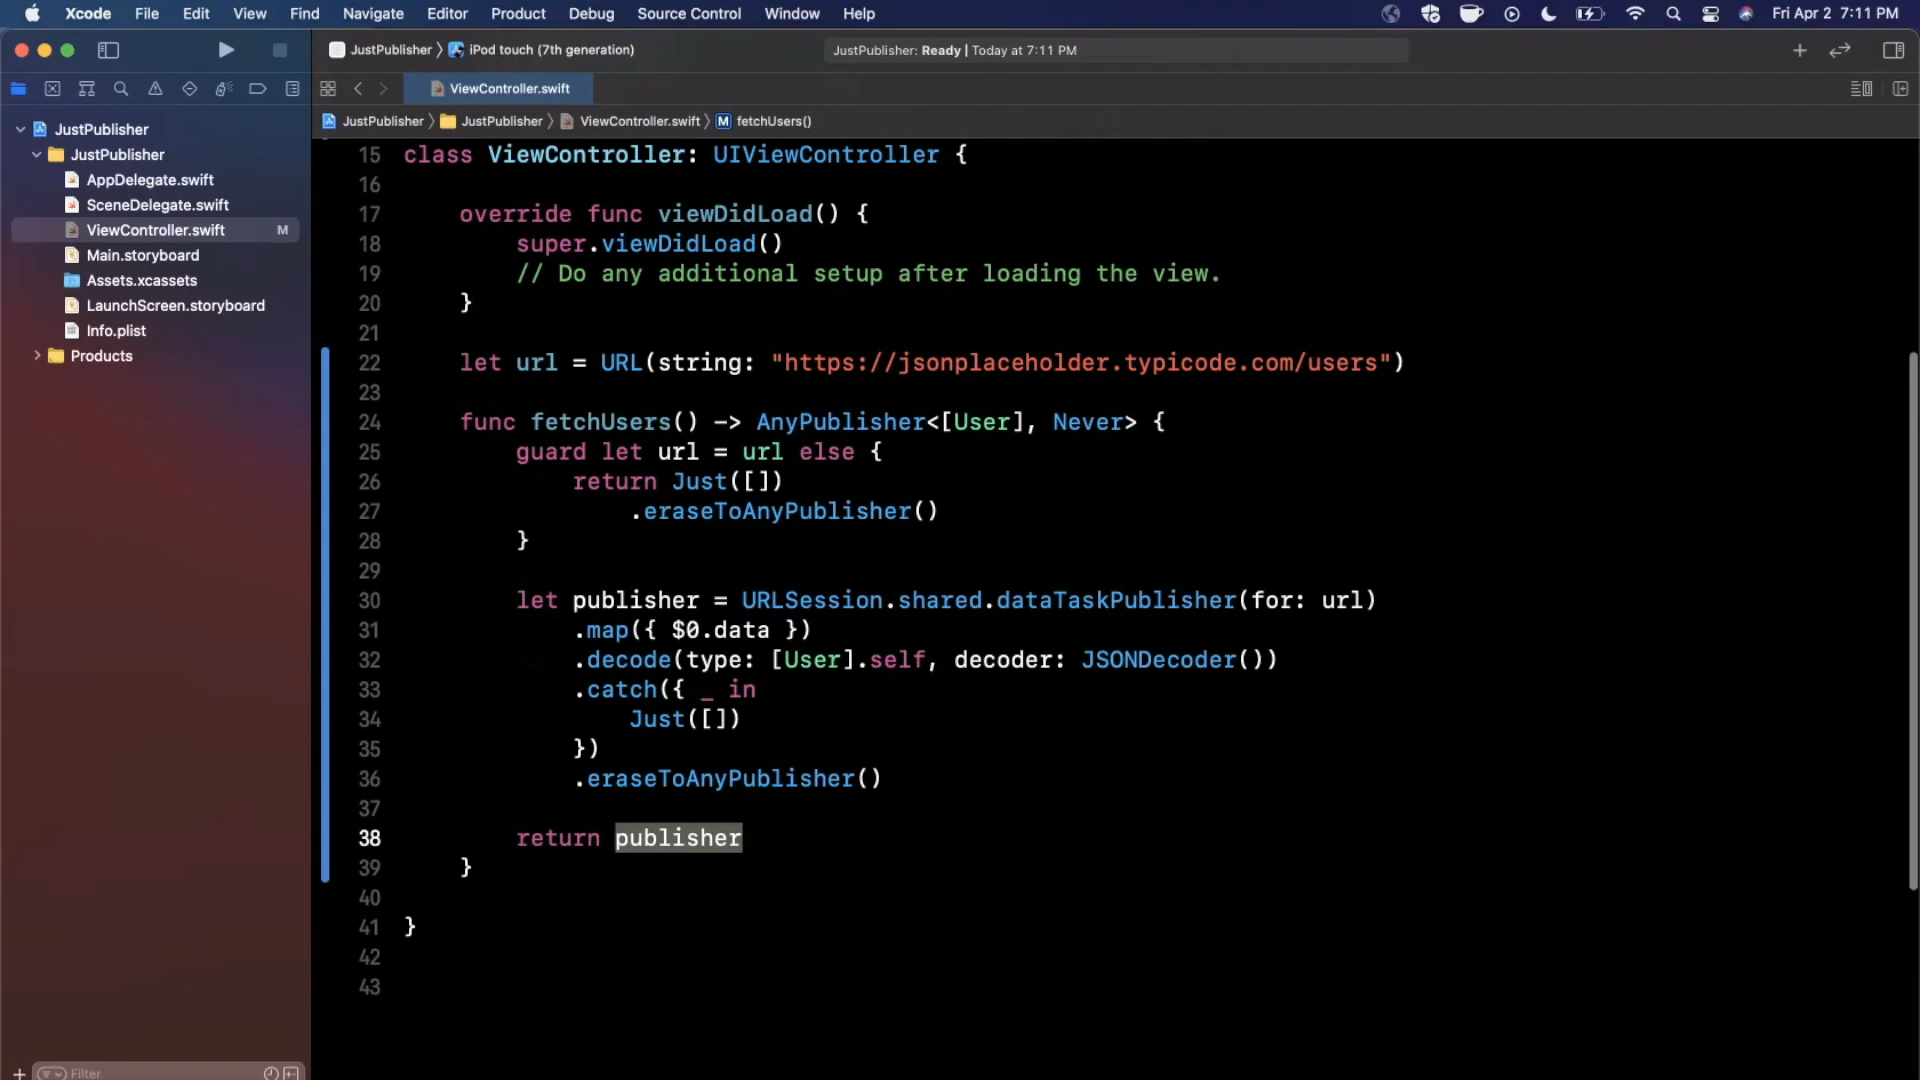 Xcode File Edit View Find Navigate Editor Product Debug Source Control Window Help Fri Apr 2 7:11 PM
JustPublisher 〉 iPod touch (7th generation) JustPublisher: Ready | Today at 7:11 PM
ViewController.swift
JustPublisher 〉 JustPublisher 〉 ViewController.swift 〉 M fetchUsers()
JustPublisher
JustPublisher
AppDelegate.swift
SceneDelegate.swift
ViewController.swift M
Main.storyboard
Assets.xcassets
LaunchScreen.storyboard
Info.plist
Products
Filter
15 class ViewController: UIViewController {
16
17 override func viewDidLoad() {
18 super.viewDidLoad()
19 // Do any additional setup after loading the view.
20 }
21
22 let url = URL(string: "https://jsonplaceholder.typicode.com/users")
23
24 func fetchUsers() -> AnyPublisher<[User], Never> {
25 guard let url = url else {
26 return Just([])
27 .eraseToAnyPublisher()
28 }
29
30 let publisher = URLSession.shared.dataTaskPublisher(for: url)
31 .map({ $0.data })
32 .decode(type: [User].self, decoder: JSONDecoder())
33 .catch({ _ in
34 Just([])
35 })
36 .eraseToAnyPublisher()
37
38 return publisher
39 }
40
41 }
42
43